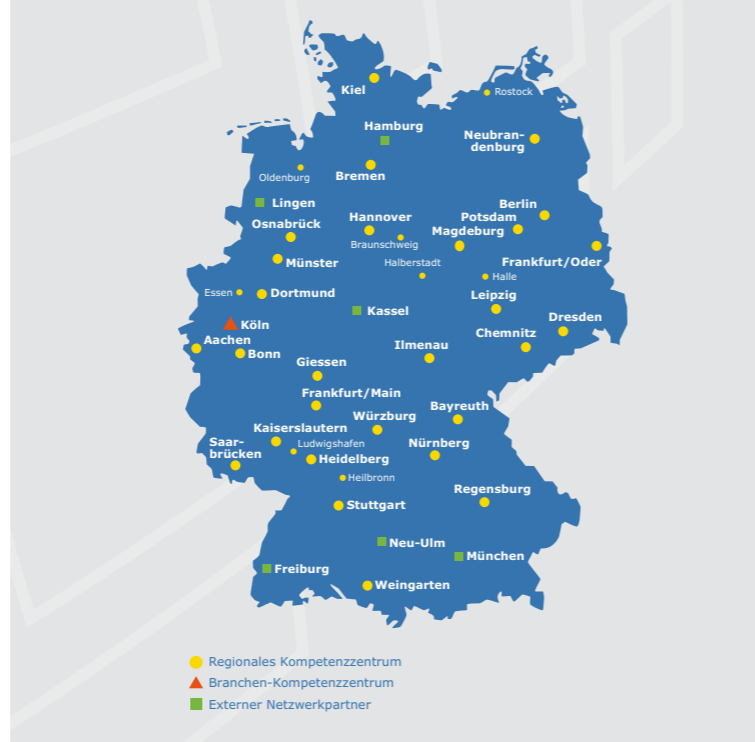 Kiel
Rostock
Hamburg
Neubran-
denburg
Oldenburg
Bremen
Lingen
Berlin
Osnabrück
Hannover
Potsdam
Braunschweig
Magdeburg
Münster
Halberstadt
Frankfurt/Oder
Essen
Dortmund
Halle
Leipzig
Kassel
Köln
Dresden
Aachen
Chemnitz
Bonn
Ilmenau
Giessen
Frankfurt/Main
Würzburg
Bayreuth
Kaiserslautern
Saar-
brücken
Ludwigshafen
Nürnberg
Heidelberg
Heilbronn
Regensburg
Stuttgart
Neu-Ulm
München
Freiburg
Weingarten
Regionales Kompetenzzentrum
Branchen-Kompetenzzentrum
Externer Netzwerkpartner